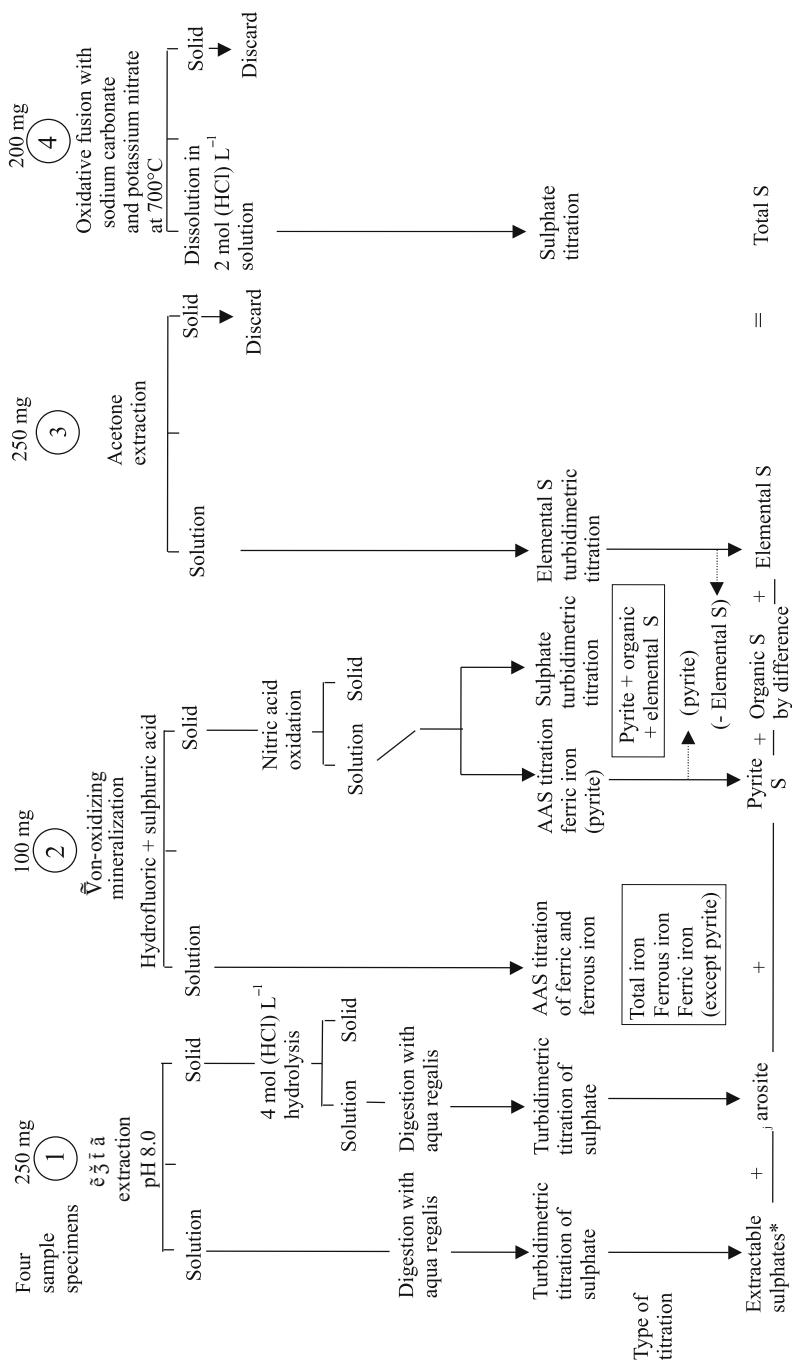 Four
sample
specimens
250 mg
1
ẽ ǯ ĩ ã
extraction
pH 8.0
Solution
Solid
4 mol (HCl) L⁻¹
hydrolysis
Solution
Solid
Digestion with
aqua regalis
Digestion with
aqua regalis
Turbidimetric
titration of
sulphate
Turbidimetric
titration of
sulphate
100 mg
2
Von-oxidizing
mineralization
Hydrofluoric + sulphuric acid
Solution
Solid
Nitric acid
oxidation
Solution
Solid
AAS titration
of ferric and
ferrous iron
AAS titration
ferric iron
(pyrite)
Sulphate
turbidimetric
titration
250 mg
3
Acetone
extraction
Solution
Solid
Discard
Elemental S
turbidimetric
titration
200 mg
4
Oxidative fusion with
sodium carbonate
and potassium nitrate
at 700°C
Dissolution in
2 mol (HCl) L⁻¹
solution
Solid
Discard
Sulphate
titration
Type of
titration
Total iron
Ferrous iron
Ferric iron
(except pyrite)
Pyrite + organic
+ elemental S
(pyrite)
(- Elemental S)
Extractable
sulphates*
+
jarosite
+
Pyrite
S
+
Organic S
by difference
+
Elemental S
=
Total S